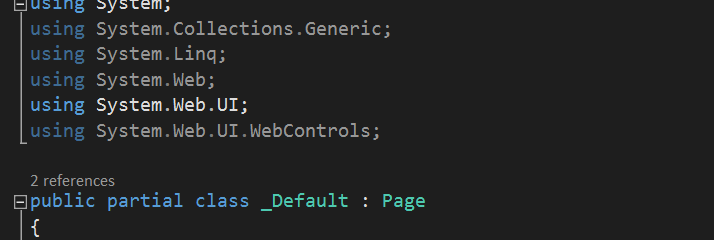 using System;
using System.Collections.Generic;
using System.Linq;
using System.Web;
using System.Web.UI;
using System.Web.UI.WebControls;
2 references
public partial class _Default : Page
{